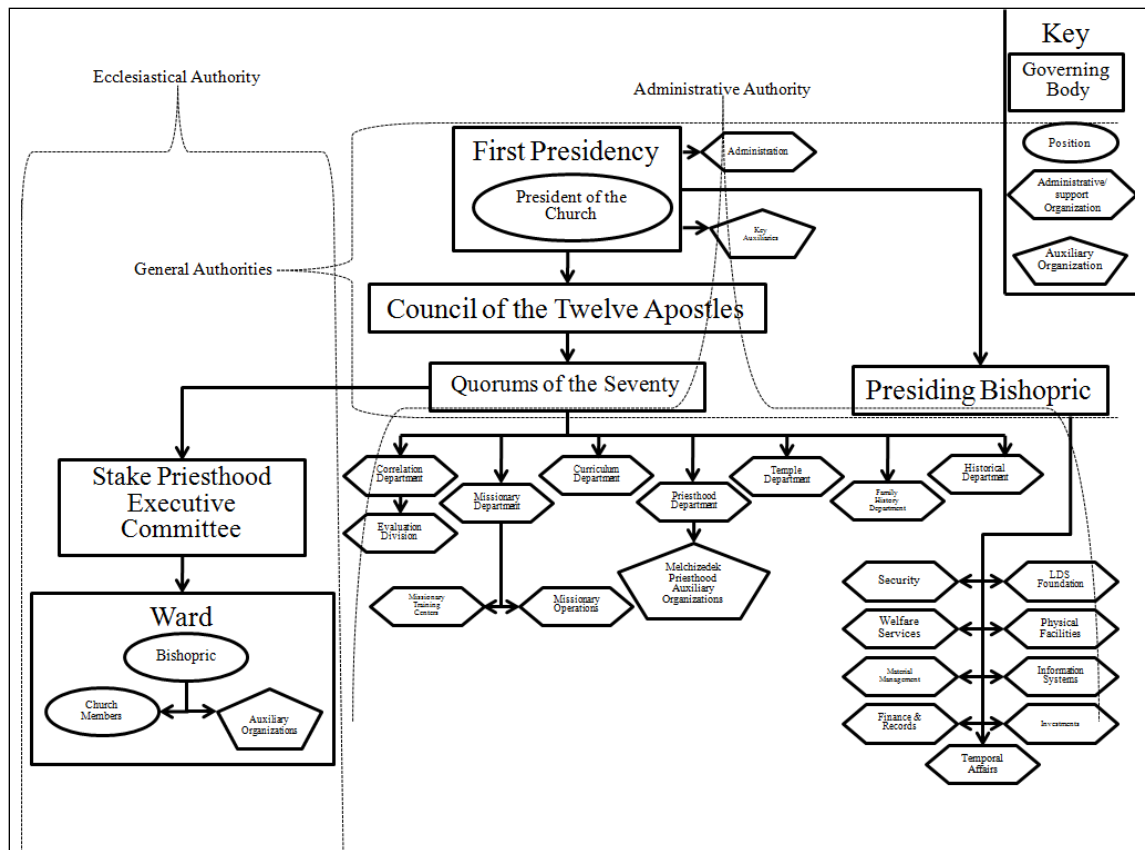 Key
Governing
Body
Position
Administrative/
support
Organization
Auxiliary
Organization
Ecclesiastical Authority
Administrative Authority
General Authorities
First Presidency
President of the
Church
Administration
Key
Auxiliaries
Council of the Twelve Apostles
Quorums of the Seventy
Presiding Bishopric
Stake Priesthood
Executive
Committee
Ward
Bishopric
Church
Members
Auxiliary
Organizations
Correlation
Department
Evaluation
Division
Missionary
Department
Missionary
Training
Centers
Missionary
Operations
Curriculum
Department
Priesthood
Department
Melchizedek
Priesthood
Auxiliary
Organizations
Temple
Department
Family
History
Department
Historical
Department
Security
LDS
Foundation
Welfare
Services
Physical
Facilities
Material
Management
Information
Systems
Finance &
Records
Investments
Temporal
Affairs